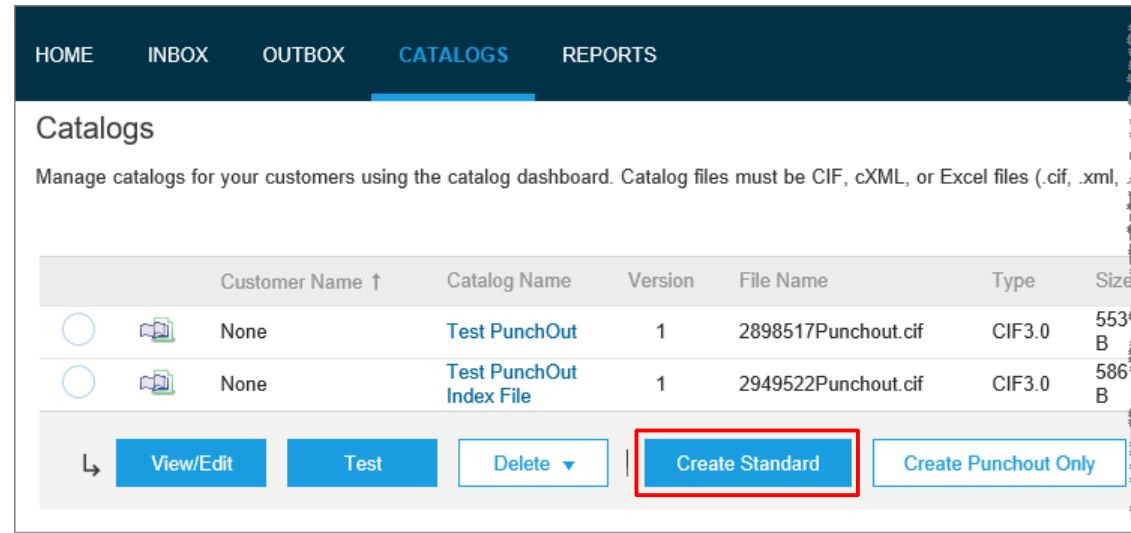 HOME INBOX OUTBOX CATALOGS REPORTS
Catalogs
Manage catalogs for your customers using the catalog dashboard. Catalog files must be CIF, cXML, or Excel files (.cif, .xml, .
Customer Name ↑ Catalog Name Version File Name Type Size
None Test PunchOut 1 2898517Punchout.cif CIF3.0 553 B
None Test PunchOut Index File 1 2949522Punchout.cif CIF3.0 586 B
View/Edit Test Delete ▼ | Create Standard Create Punchout Only